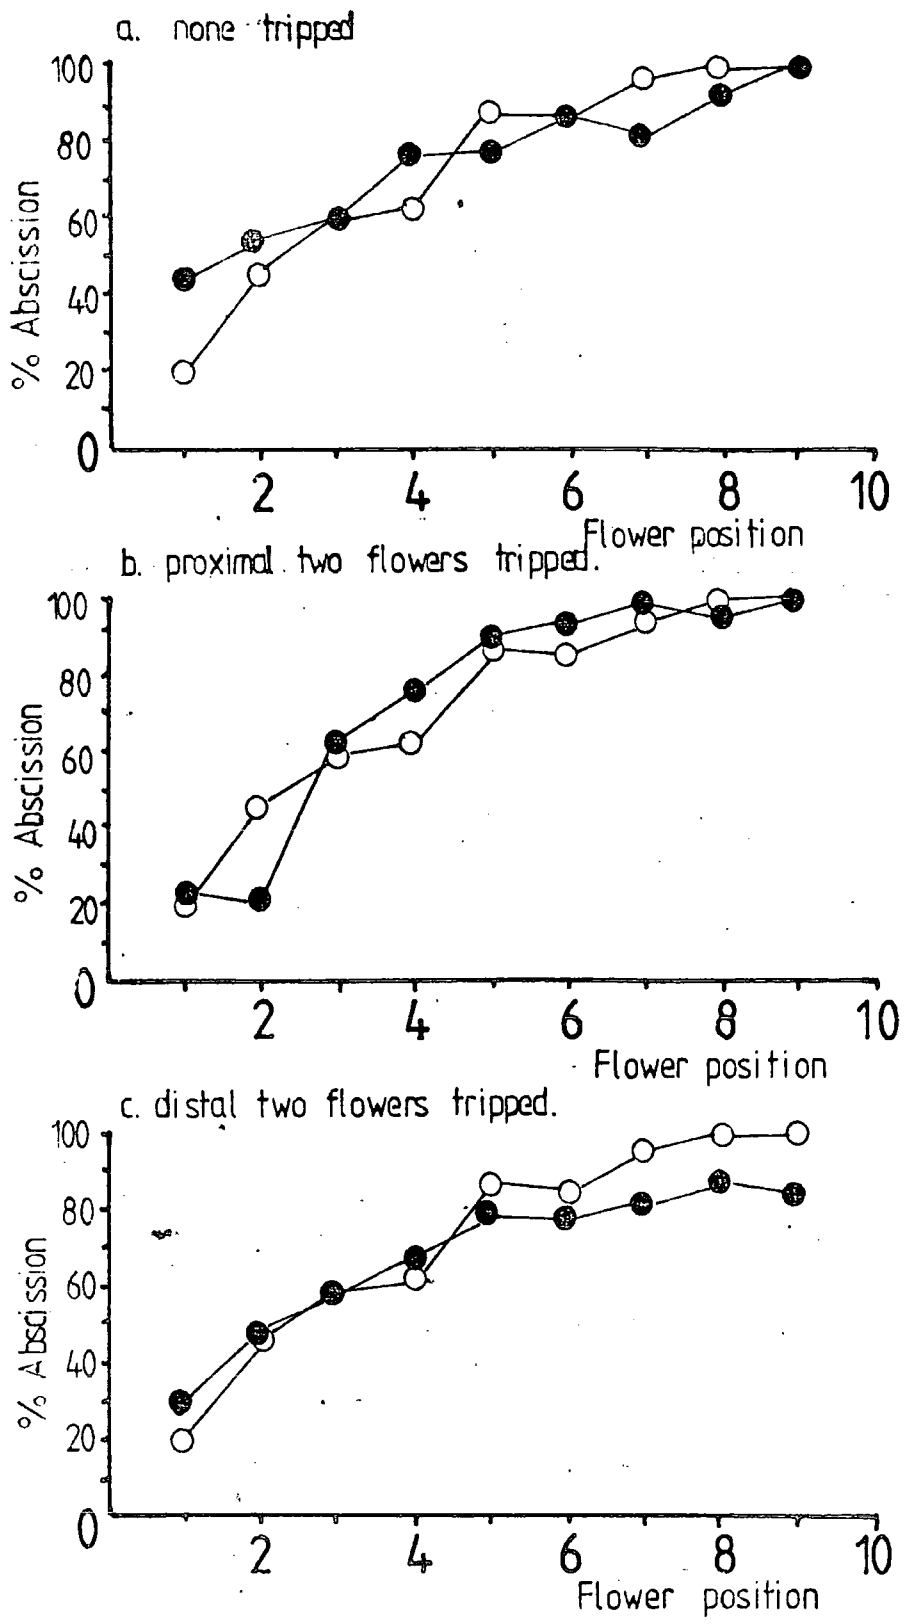 a. none tripped
100
80
60
40
20
0
% Abscission
2 4 6 8 10
Flower position
b. proximal two flowers tripped.
100
80
60
40
20
0
% Abscission
2 4 6 8 10
Flower position
c. distal two flowers tripped.
100
80
60
40
20
0
% Abscission
2 4 6 8 10
Flower position